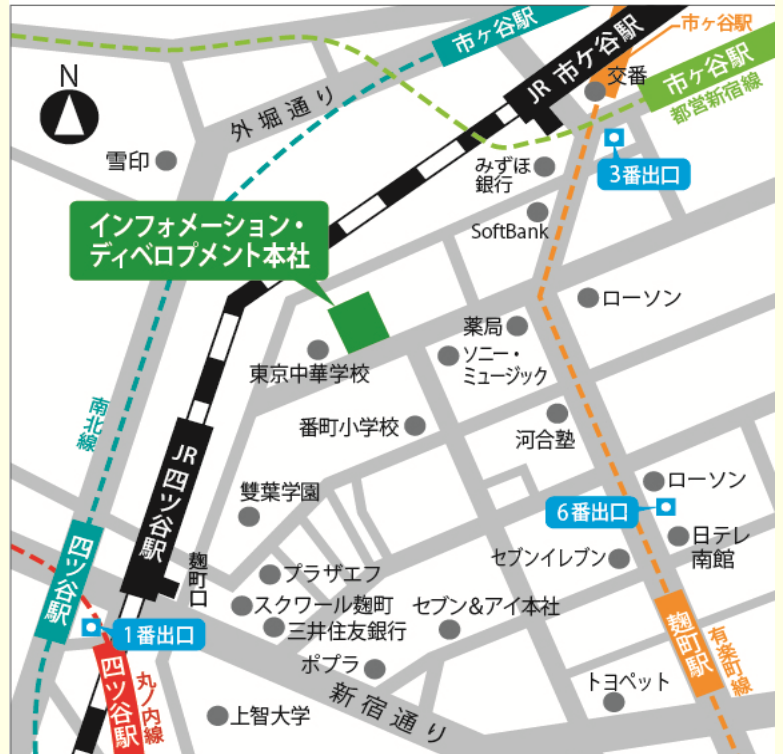 市ヶ谷駅
市ヶ谷駅
JR 市ヶ谷駅
交番
市ヶ谷駅
都営新宿線
N
外堀通り
雪印
みずほ
銀行
3番出口
SoftBank
インフォメーション・
ディベロプメント本社
ローソン
薬局
東京中華学校
ソニー・
ミュージック
南北線
番町小学校
河合塾
JR 四ツ谷駅
雙葉学園
ローソン
6番出口
四ツ谷駅
麹町口
日テレ
南館
セブンイレブン
プラザエフ
スクワール麹町
セブン&アイ本社
三井住友銀行
1番出口
麹町駅
有楽町線
ポプラ
四ツ谷駅
丸ノ内線
新宿通り
トヨペット
上智大学